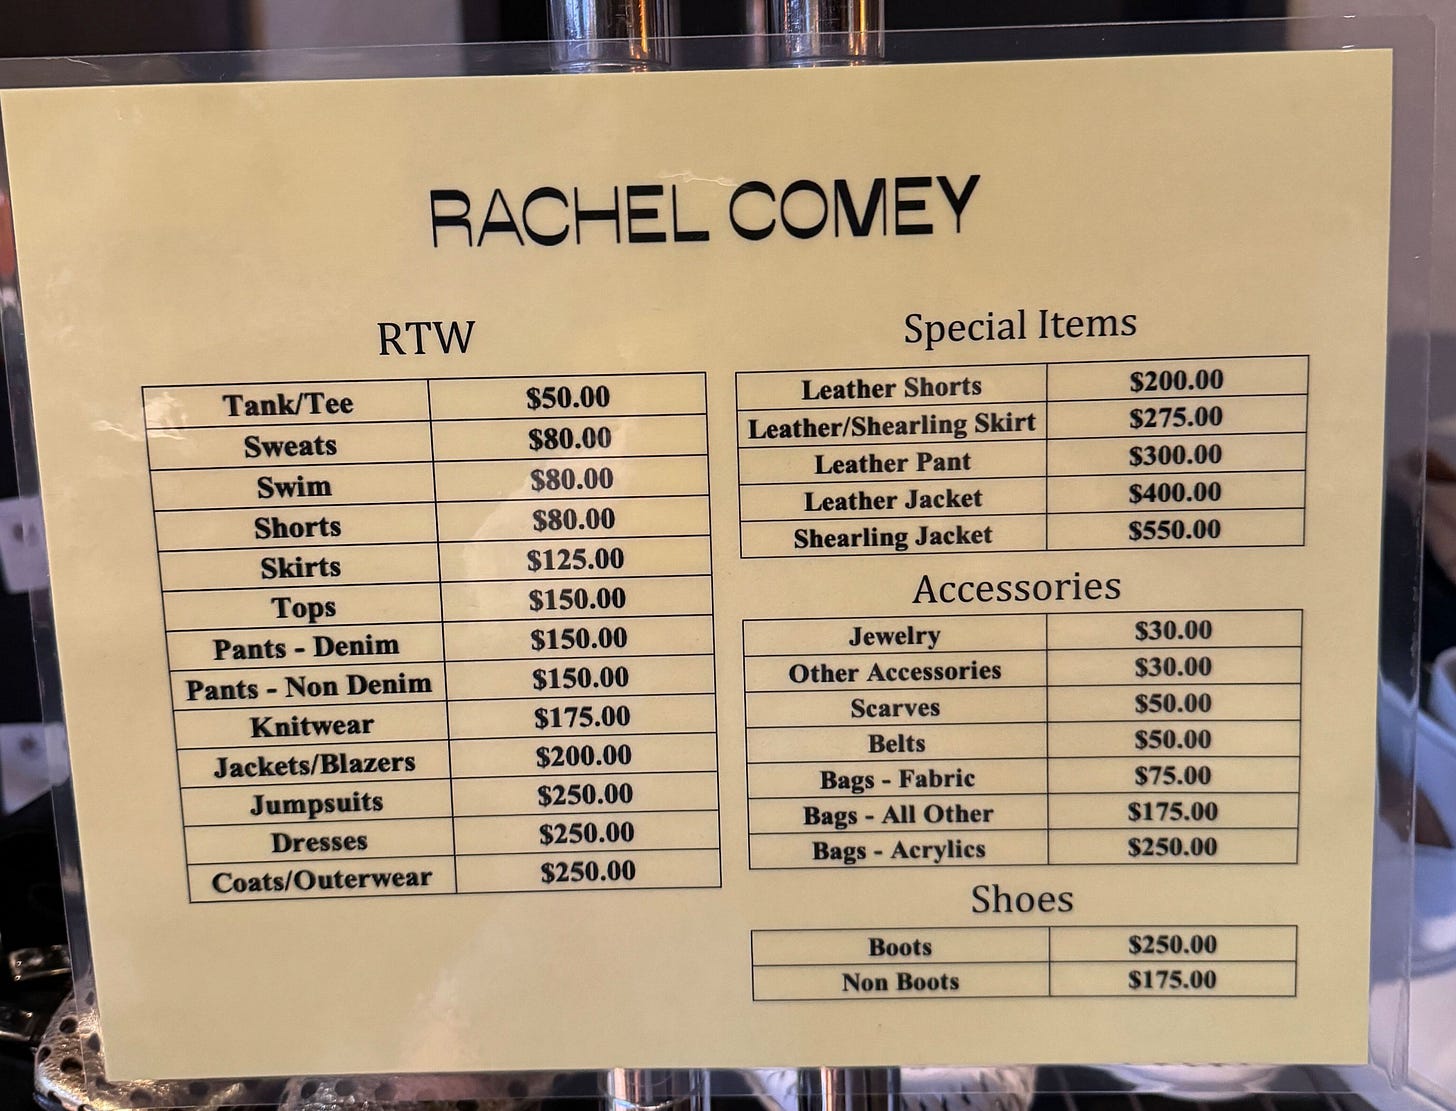 RACHEL COMEY
RTW
Tank/Tee $50.00
Sweats $80.00
Swim $80.00
Shorts $80.00
Skirts $125.00
Tops $150.00
Pants - Denim $150.00
Pants - Non Denim $150.00
Knitwear $175.00
Jackets/Blazers $200.00
Jumpsuits $250.00
Dresses $250.00
Coats/Outerwear $250.00
Special Items
Leather Shorts $200.00
Leather/Shearling Skirt $275.00
Leather Pant $300.00
Leather Jacket $400.00
Shearling Jacket $550.00
Accessories
Jewelry $30.00
Other Accessories $30.00
Scarves $50.00
Belts $50.00
Bags - Fabric $75.00
Bags - All Other $175.00
Bags - Acrylics $250.00
Shoes
Boots $250.00
Non Boots $175.00